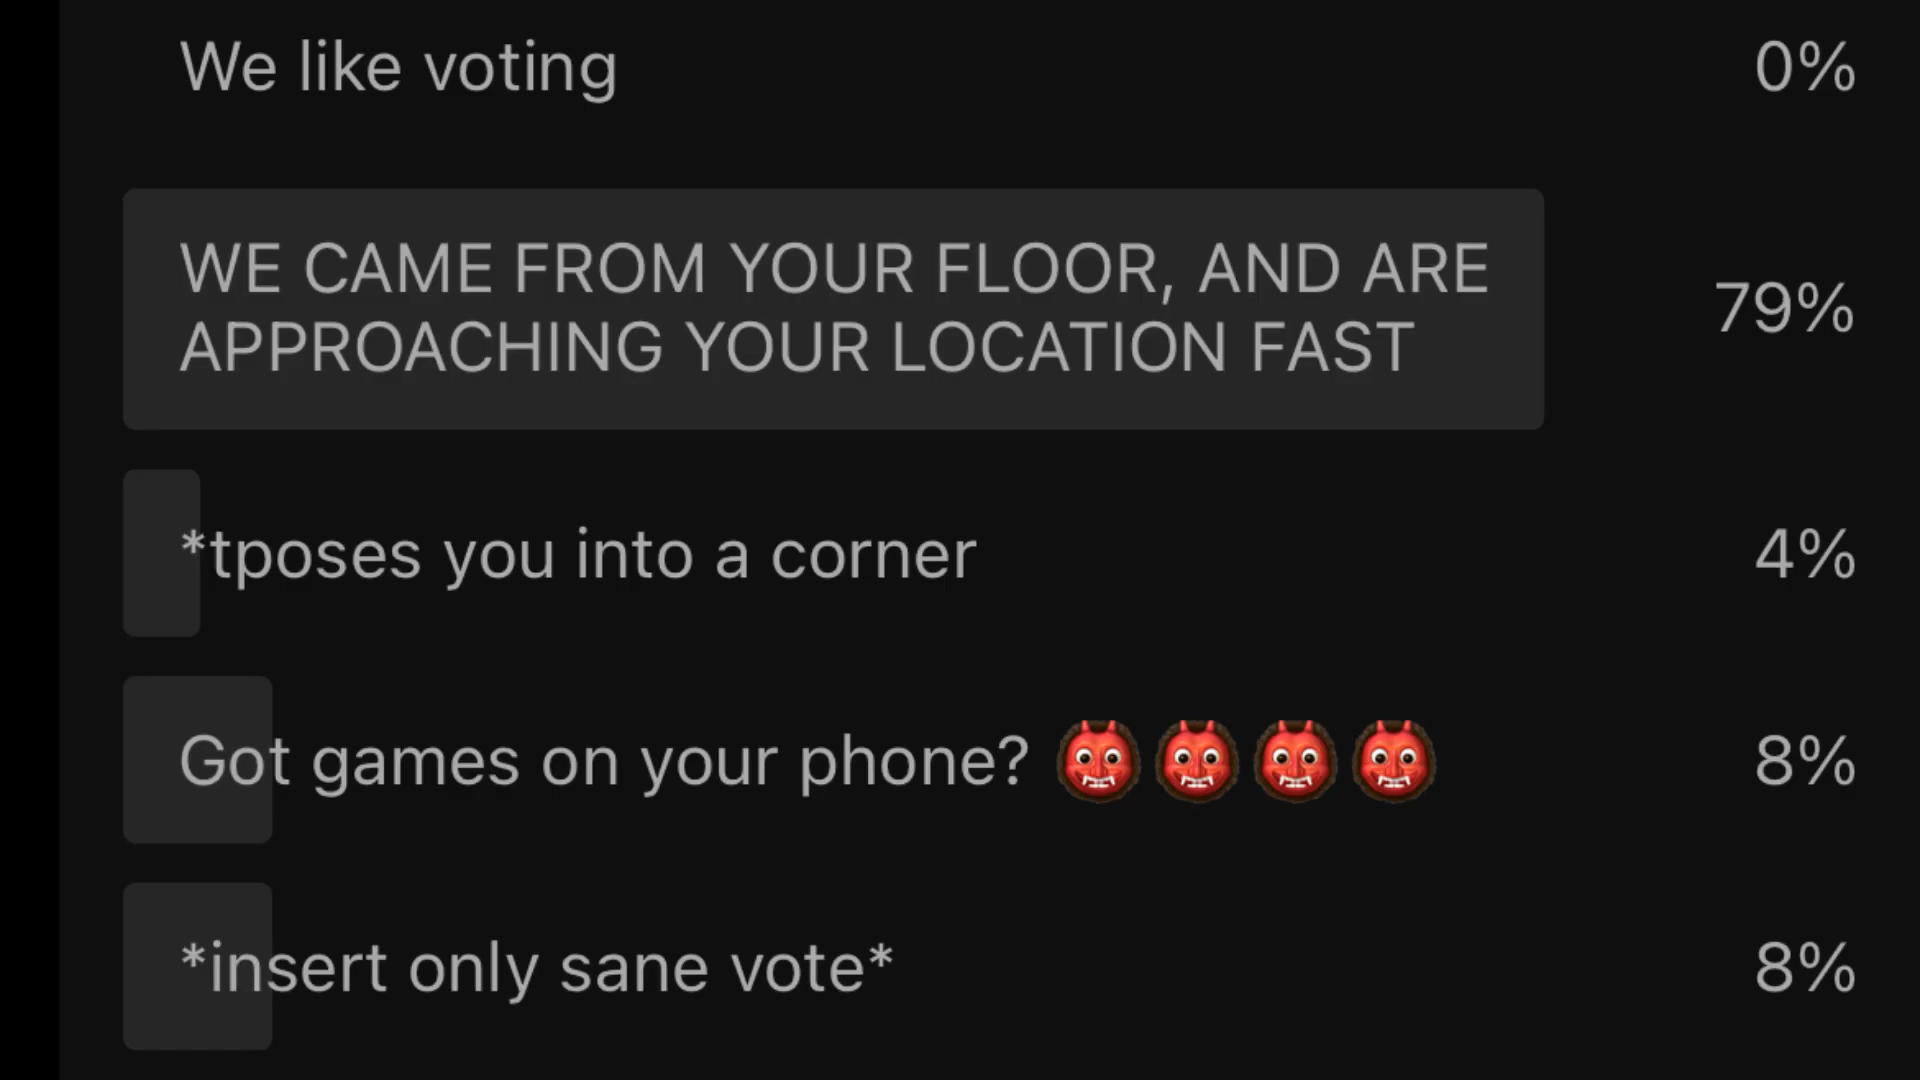 We like voting 0%
WE CAME FROM YOUR FLOOR, AND ARE
APPROACHING YOUR LOCATION FAST 79%
*tposes you into a corner 4%
Got games on your phone? 👹👹👹👹 8%
*insert only sane vote* 8%